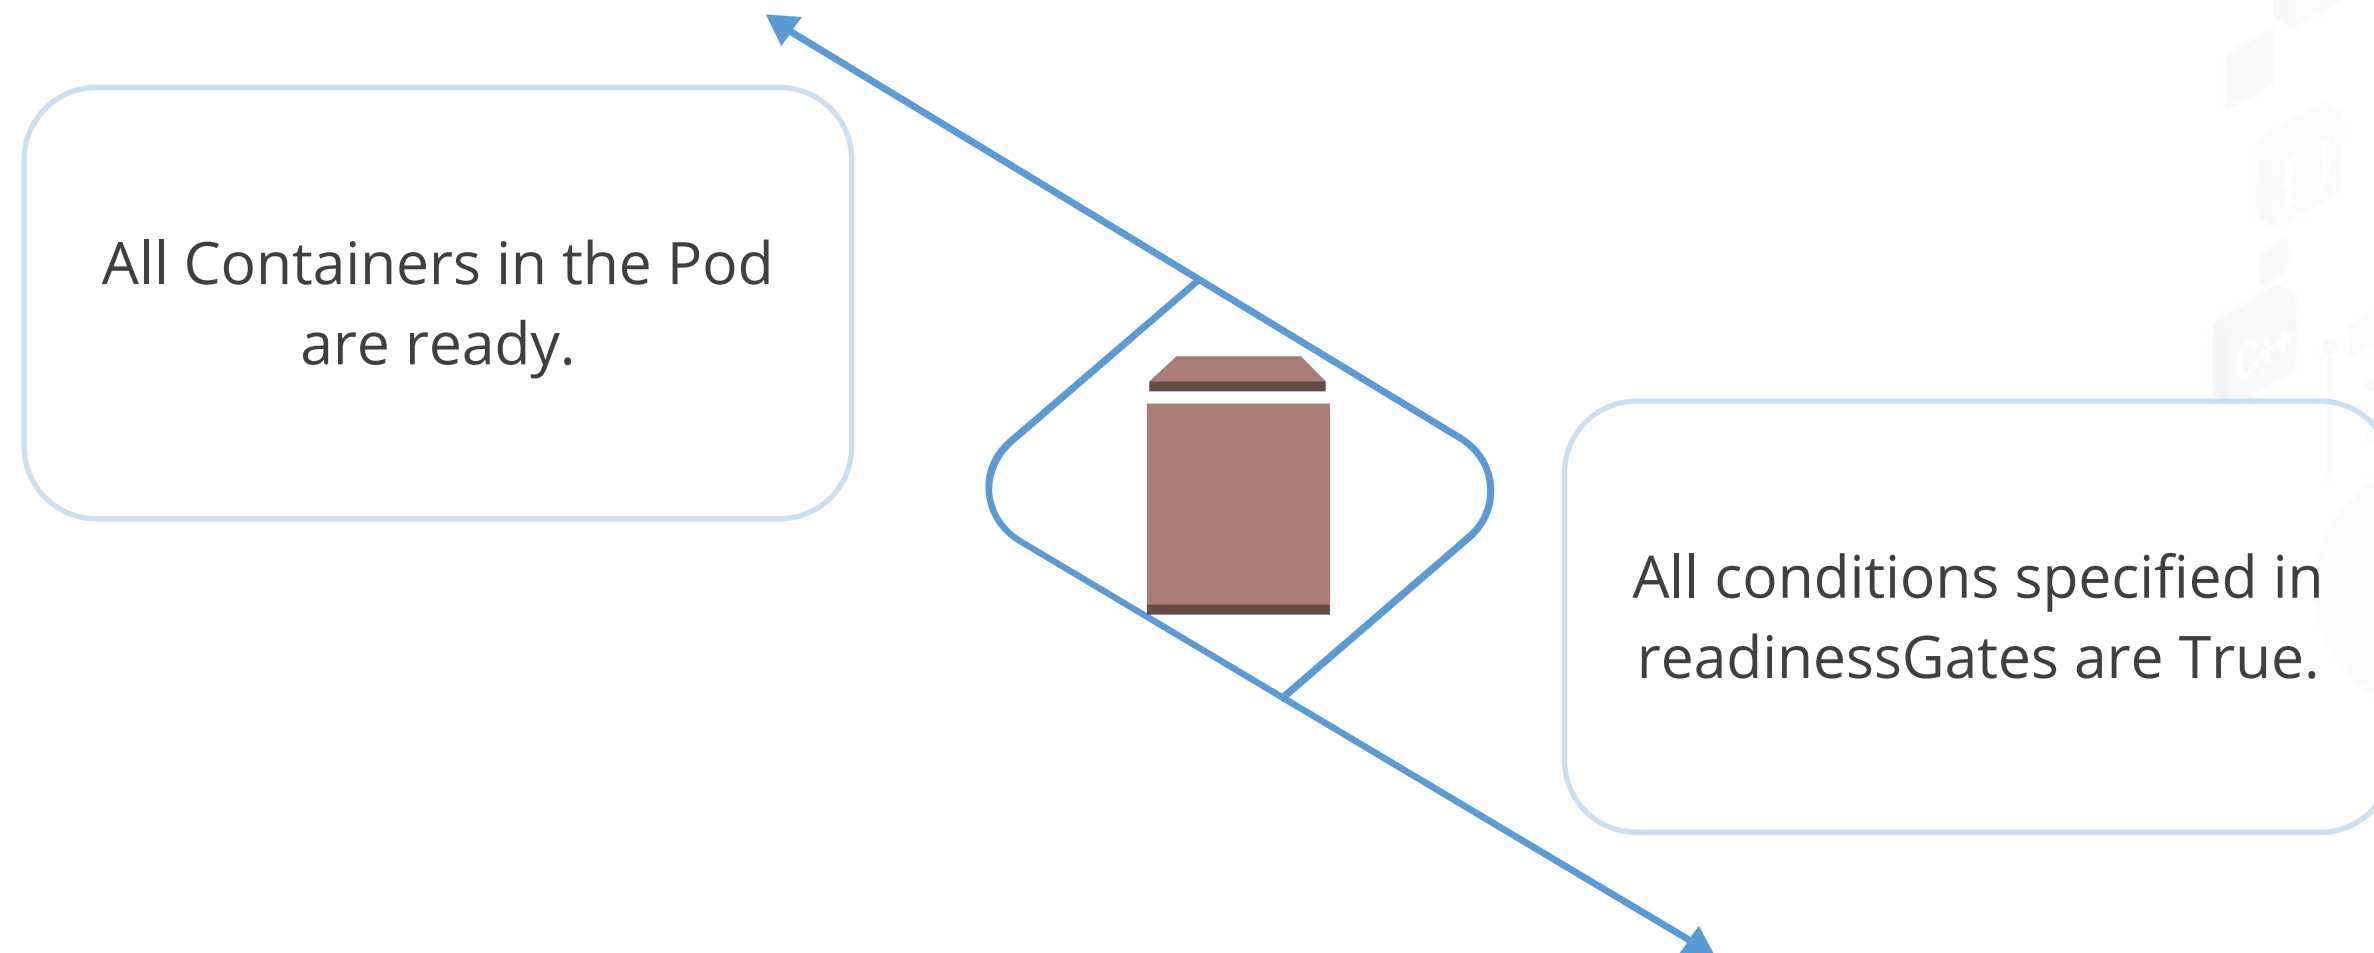 All Containers in the Pod
are ready.
All conditions specified in
readinessGates are True.
{ }
C++